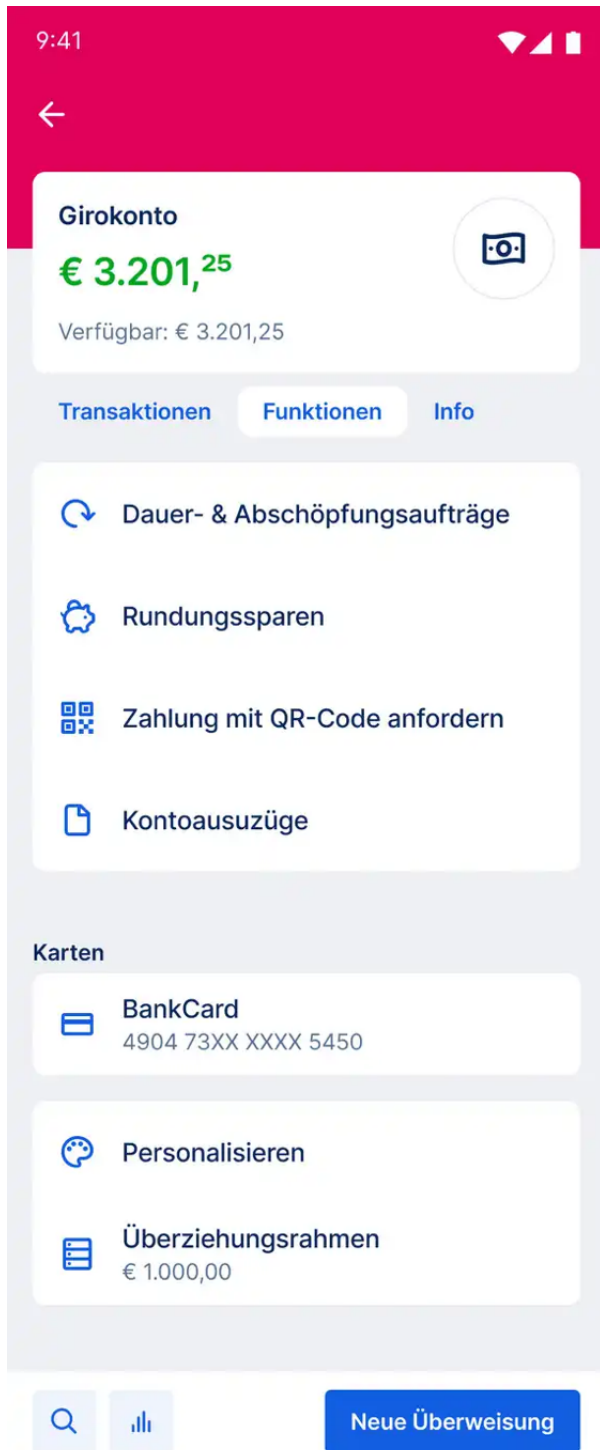 9:41
Girokonto
€ 3.201,25
Verfügbar: € 3.201,25
Transaktionen Funktionen Info
Dauer- & Abschöpfungsaufträge
Rundungssparen
Zahlung mit QR-Code anfordern
Kontoausuzüge
Karten
BankCard
4904 73XX XXXX 5450
Personalisieren
Überziehungsrahmen
€ 1.000,00
Neue Überweisung